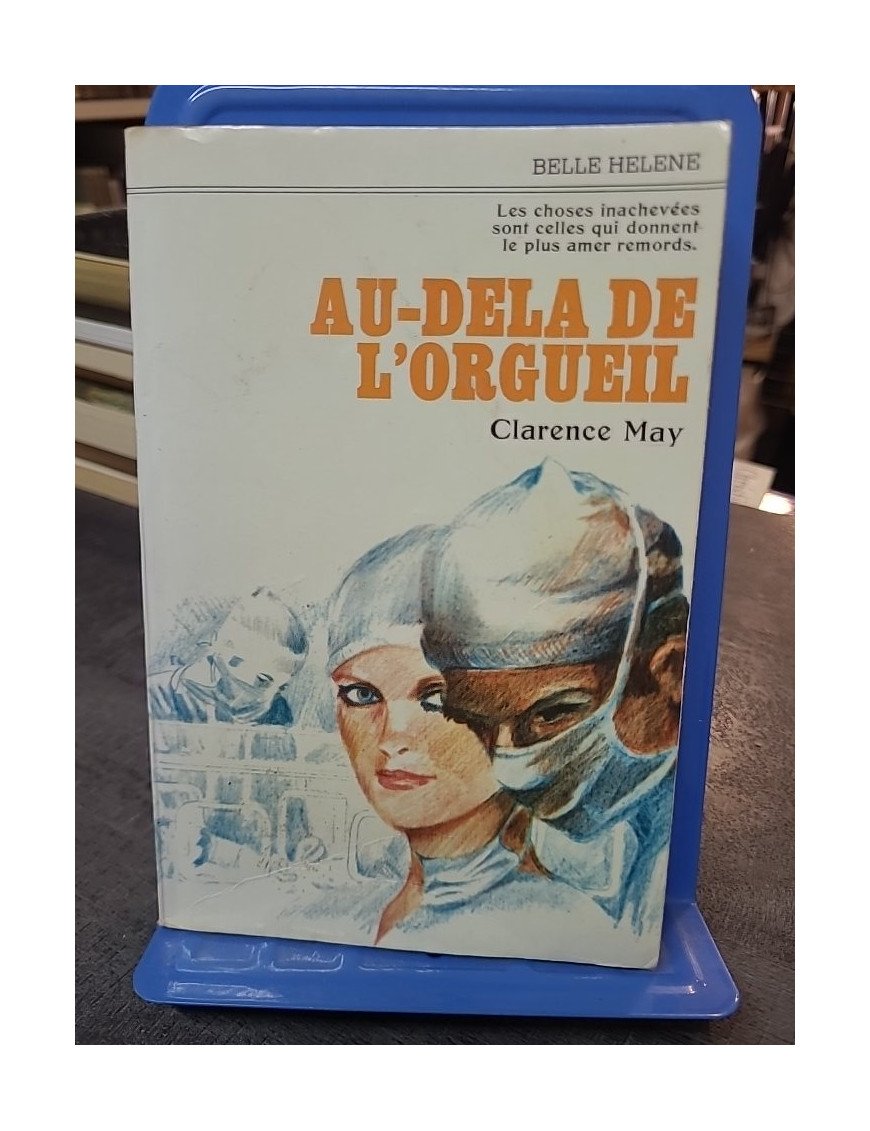 BELLE HELENE
Les choses inachevées
sont celles qui donnent
le plus amer remords.
AU-DELA DE
L'ORGUEIL
Clarence May